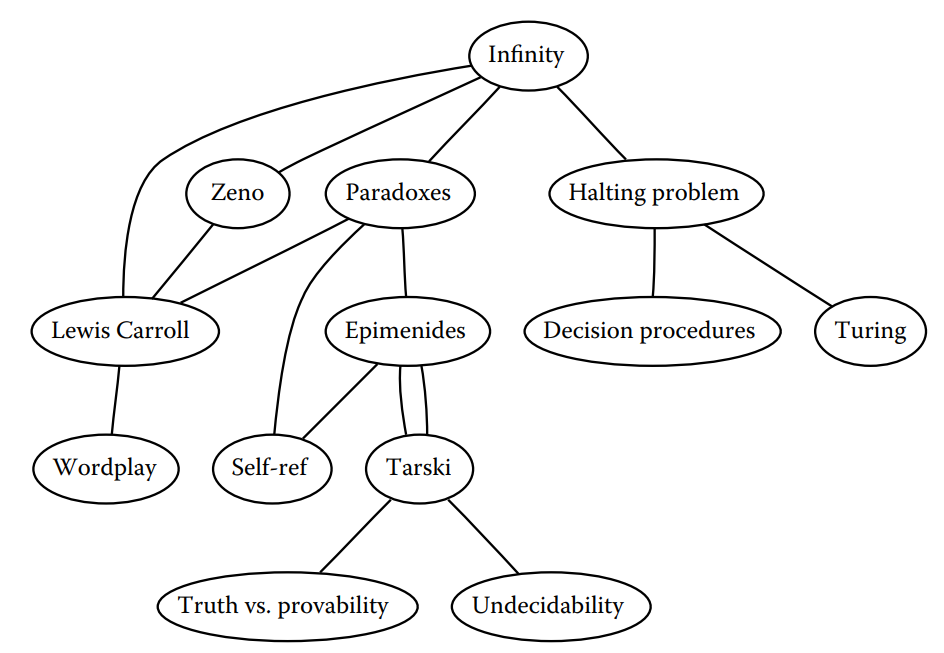 Infinity
Zeno
Paradoxes
Halting problem
Lewis Carroll
Epimenides
Decision procedures
Turing
Wordplay
Self-ref
Tarski
Truth vs. provability
Undecidability